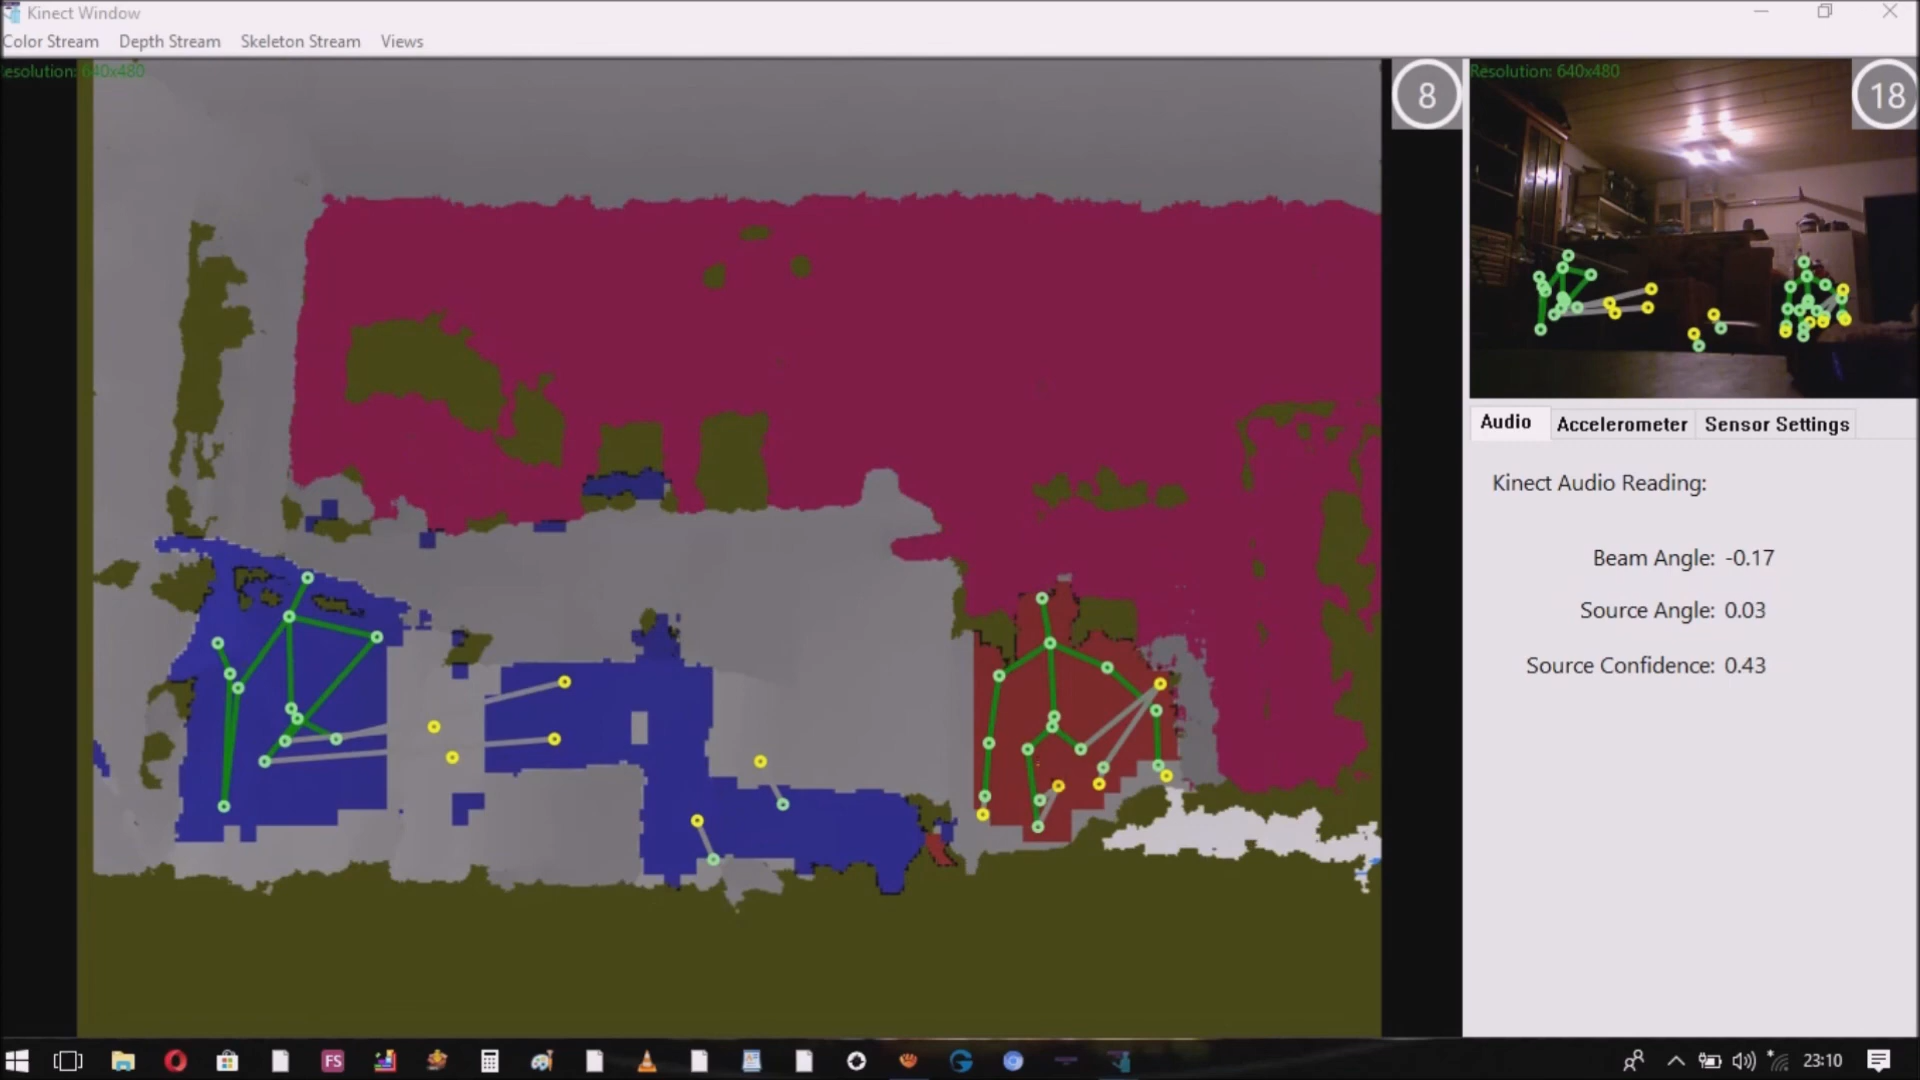 Kinect Window
Color Stream Depth Stream Skeleton Stream Views
esolution: 640x480
8
Resolution: 640x480
18
Audio Accelerometer Sensor Settings
Kinect Audio Reading:
Beam Angle: -0.17
Source Angle: 0.03
Source Confidence: 0.43
FS
23:10